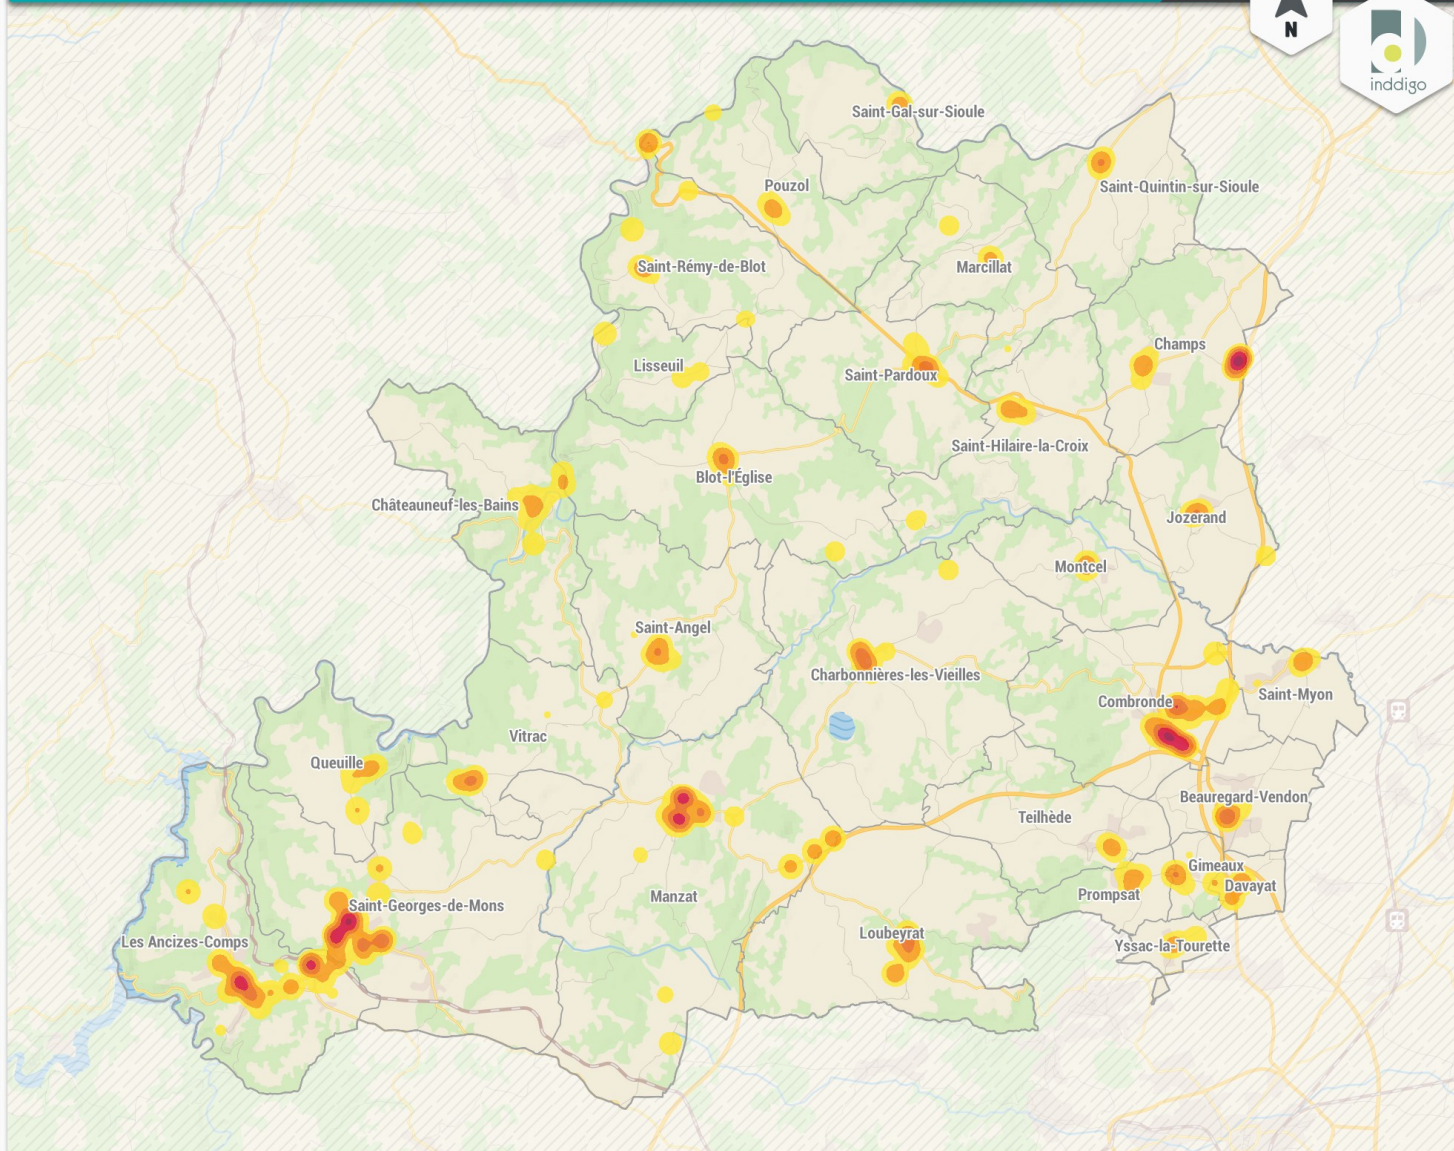 N
inddigo
Saint-Gal-sur-Sioule
Pouzol
Saint-Quintin-sur-Sioule
Saint-Rémy-de-Blot
Marcillat
Champs
Lisseuil
Saint-Pardoux
Saint-Hilaire-la-Croix
Blot-l'Église
Châteauneuf-les-Bains
Jozerand
Montcel
Saint-Angel
Charbonnières-les-Vieilles
Saint-Myon
Combronde
Vitrac
Queuille
Beauregard-Vendon
Teilhède
Gimeaux
Davayat
Prompsat
Manzat
Saint-Georges-de-Mons
Loubeyrat
Les Ancizes-Comps
Yssac-la-Tourette